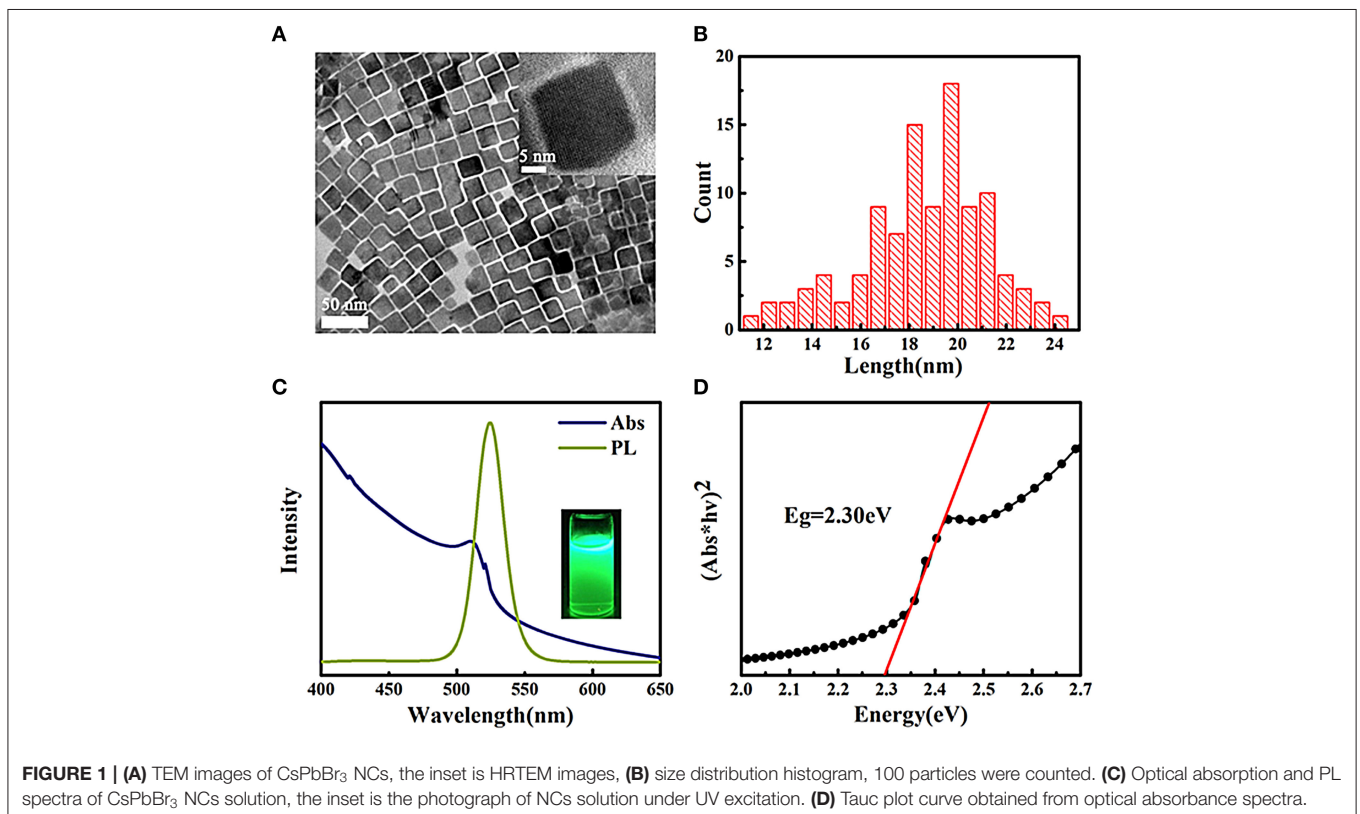 A
5 nm
50 nm
B
20
15
10
5
0
Count
12 14 16 18 20 22 24
Length(nm)
C
Abs
PL
Intensity
400 450 500 550 600 650
Wavelength(nm)
D
Eg=2.30eV
(Abs*hv)²
2.0 2.1 2.2 2.3 2.4 2.5 2.6 2.7
Energy(eV)
FIGURE 1 | (A) TEM images of CsPbBr₃ NCs, the inset is HRTEM images, (B) size distribution histogram, 100 particles were counted. (C) Optical absorption and PL
spectra of CsPbBr₃ NCs solution, the inset is the photograph of NCs solution under UV excitation. (D) Tauc plot curve obtained from optical absorbance spectra.